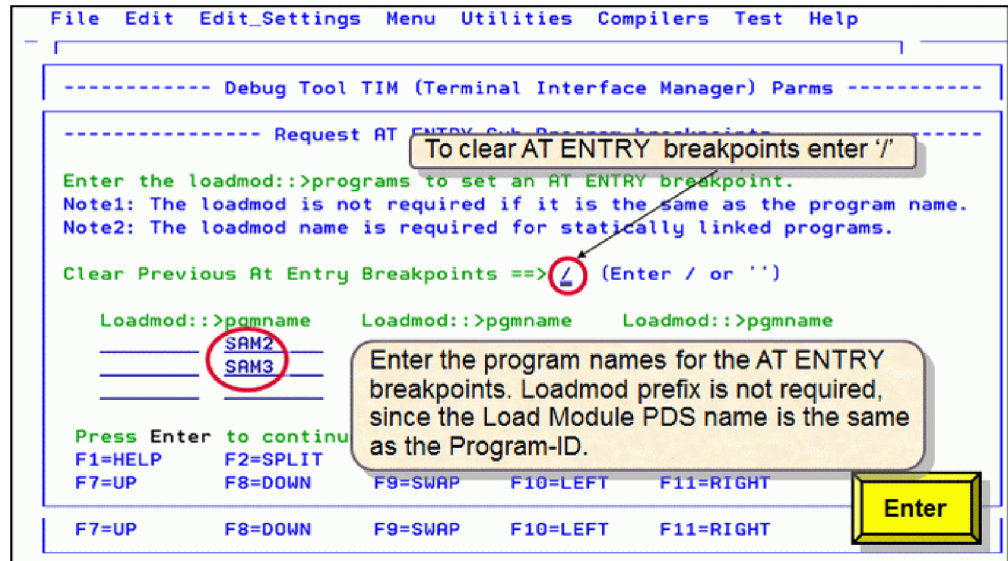 File Edit Edit_Settings Menu Utilities Compilers Test Help
------------ Debug Tool TIM (Terminal Interface Manager) Parms -----------
---------------- Request AT ENTRY Sub Program breakpoints
To clear AT ENTRY breakpoints enter '/'
Enter the loadmod::>programs to set an AT ENTRY breakpoint.
Note1: The loadmod is not required if it is the same as the program name.
Note2: The loadmod name is required for statically linked programs.
Clear Previous At Entry Breakpoints ==> / (Enter / or '')
Loadmod::>pgmname Loadmod::>pgmname Loadmod::>pgmname
SAM2
SAM3
Enter the program names for the AT ENTRY
breakpoints. Loadmod prefix is not required,
since the Load Module PDS name is the same
as the Program-ID.
Press Enter to continu
F1=HELP F2=SPLIT
F7=UP F8=DOWN F9=SWAP F10=LEFT F11=RIGHT
Enter
F7=UP F8=DOWN F9=SWAP F10=LEFT F11=RIGHT